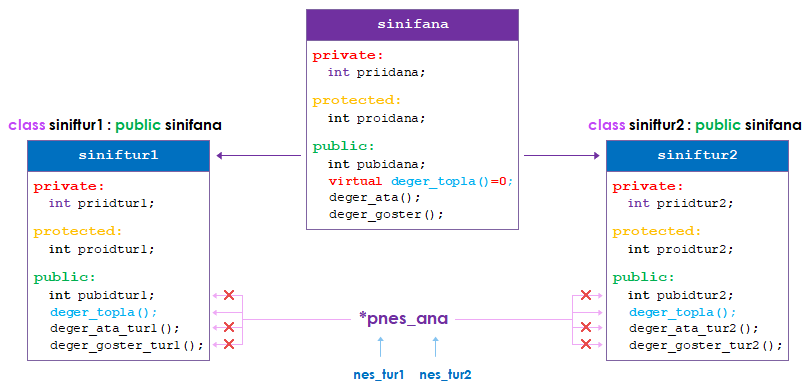 sinifana
private:
int priidana;
protected:
int proidana;
public:
int pubidana;
virtual deger_topla()=0;
deger_ata();
deger_goster();
class siniftur1 : public sinifana
siniftur1
private:
int priidtur1;
protected:
int proidtur1;
public:
int pubidtur1;
deger_topla();
deger_ata_tur1();
deger_goster_tur1();
class siniftur2 : public sinifana
siniftur2
private:
int priidtur2;
protected:
int proidtur2;
public:
int pubidtur2;
deger_topla();
deger_ata_tur2();
deger_goster_tur2();
*pnes_ana
nes_tur1 nes_tur2